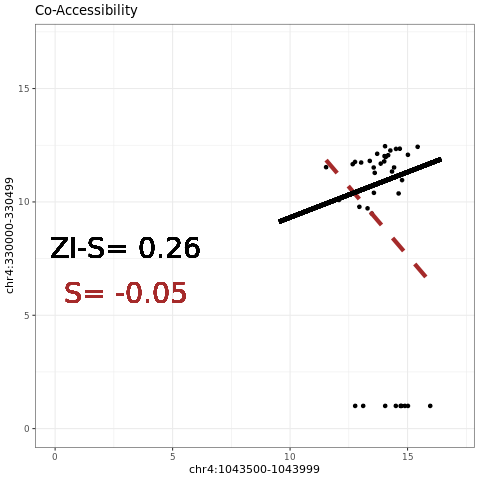 Co-Accessibility
15
10
5
0
chr4:330000-330499
ZI-S= 0.26
S= -0.05
0 5 10 15
chr4:1043500-1043999